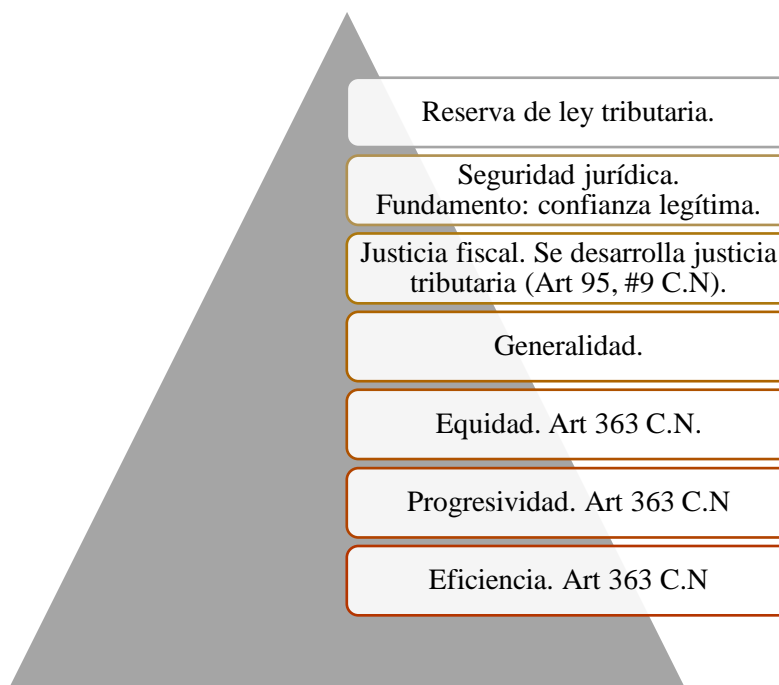 Reserva de ley tributaria.
Seguridad jurídica.
Fundamento: confianza legítima.
Justicia fiscal. Se desarrolla justicia
tributaria (Art 95, #9 C.N).
Generalidad.
Equidad. Art 363 C.N.
Progresividad. Art 363 C.N
Eficiencia. Art 363 C.N